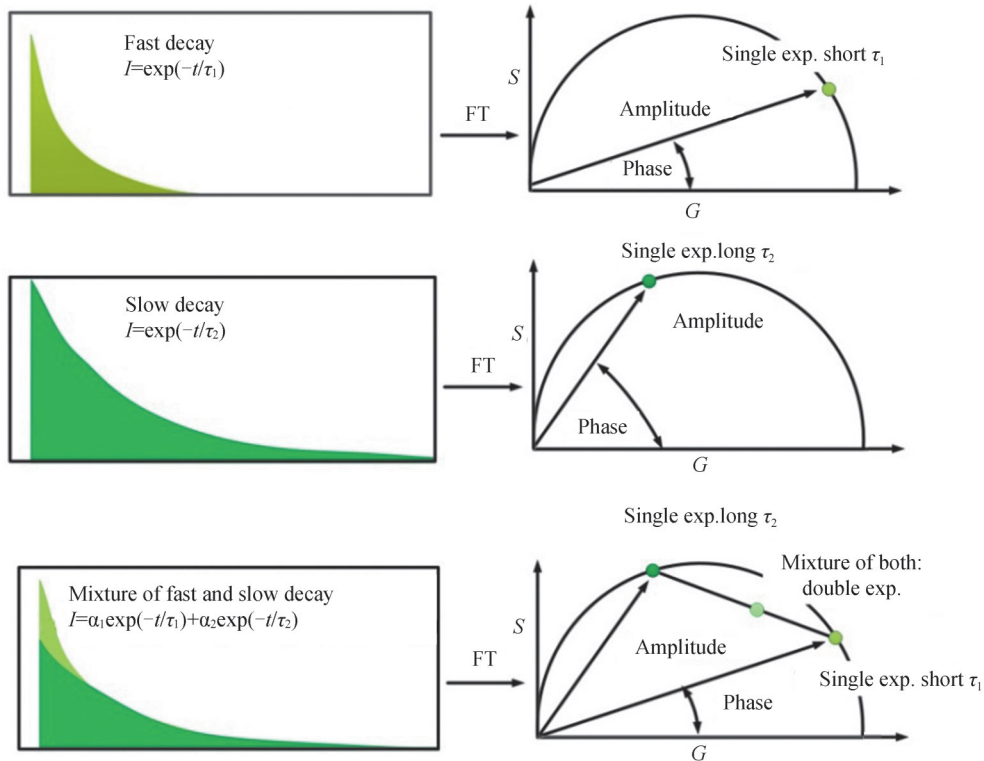 Fast decay
I=exp(−t/τ₁)
FT
S
Single exp. short τ₁
Amplitude
Phase
G
Slow decay
I=exp(−t/τ₂)
FT
Single exp.long τ₂
S
Amplitude
Phase
G
Mixture of fast and slow decay
I=α₁exp(−t/τ₁)+α₂exp(−t/τ₂)
FT
Single exp.long τ₂
Mixture of both:
double exp.
S
Amplitude
Single exp. short τ₁
Phase
G